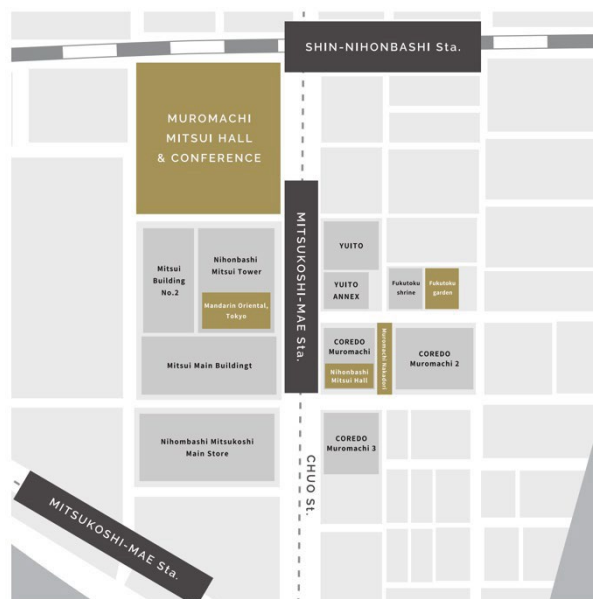 SHIN-NIHONBASHI Sta.
MUROMACHI
MITSUI HALL
& CONFERENCE
MITSUKOSHI-MAE Sta.
YUITO
YUITO
ANNEX
Mitsui
Building
No.2
Nihonbashi
Mitsui Tower
Mandarin Oriental,
Tokyo
Fukutoku
shrine
Fukutoku
garden
Mitsui Main Buildingt
COREDO
Muromachi
Nihonbashi
Mitsui Hall
Muromachi Nakadori
COREDO
Muromachi 2
Nihombashi Mitsukoshi
Main Store
COREDO
Muromachi 3
CHUO St.
MITSUKOSHI-MAE Sta.